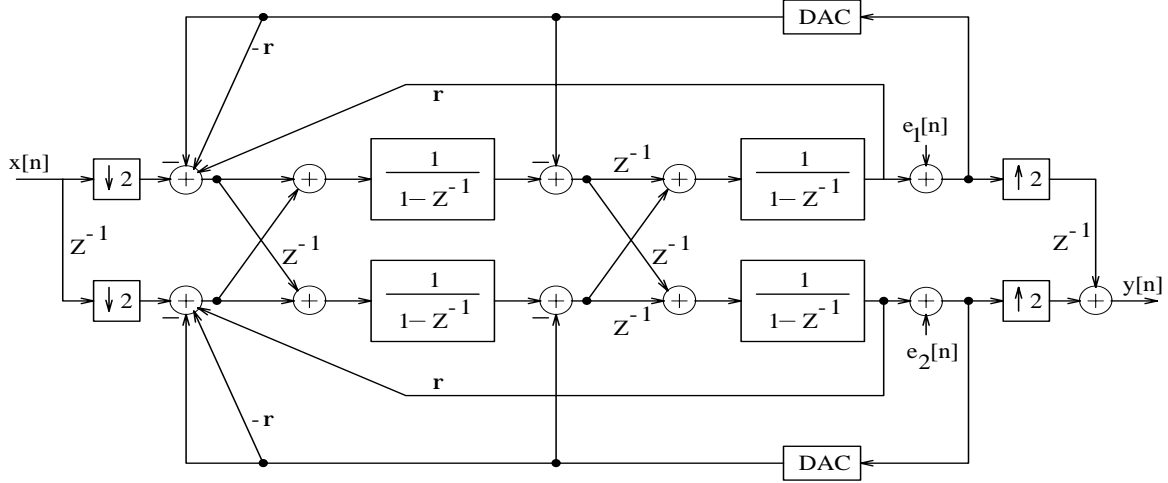 DAC
- r
r
e1[n]
x[n]
↓ 2
−
+
+
1
1− Z-1
−
+
Z-1
+
1
1− Z-1
+
↑ 2
Z-1
Z-1
Z-1
Z-1
↓ 2
+
−
+
1
1− Z-1
+
−
Z-1
+
1
1− Z-1
+
↑ 2
+
y[n]
e2[n]
r
- r
DAC